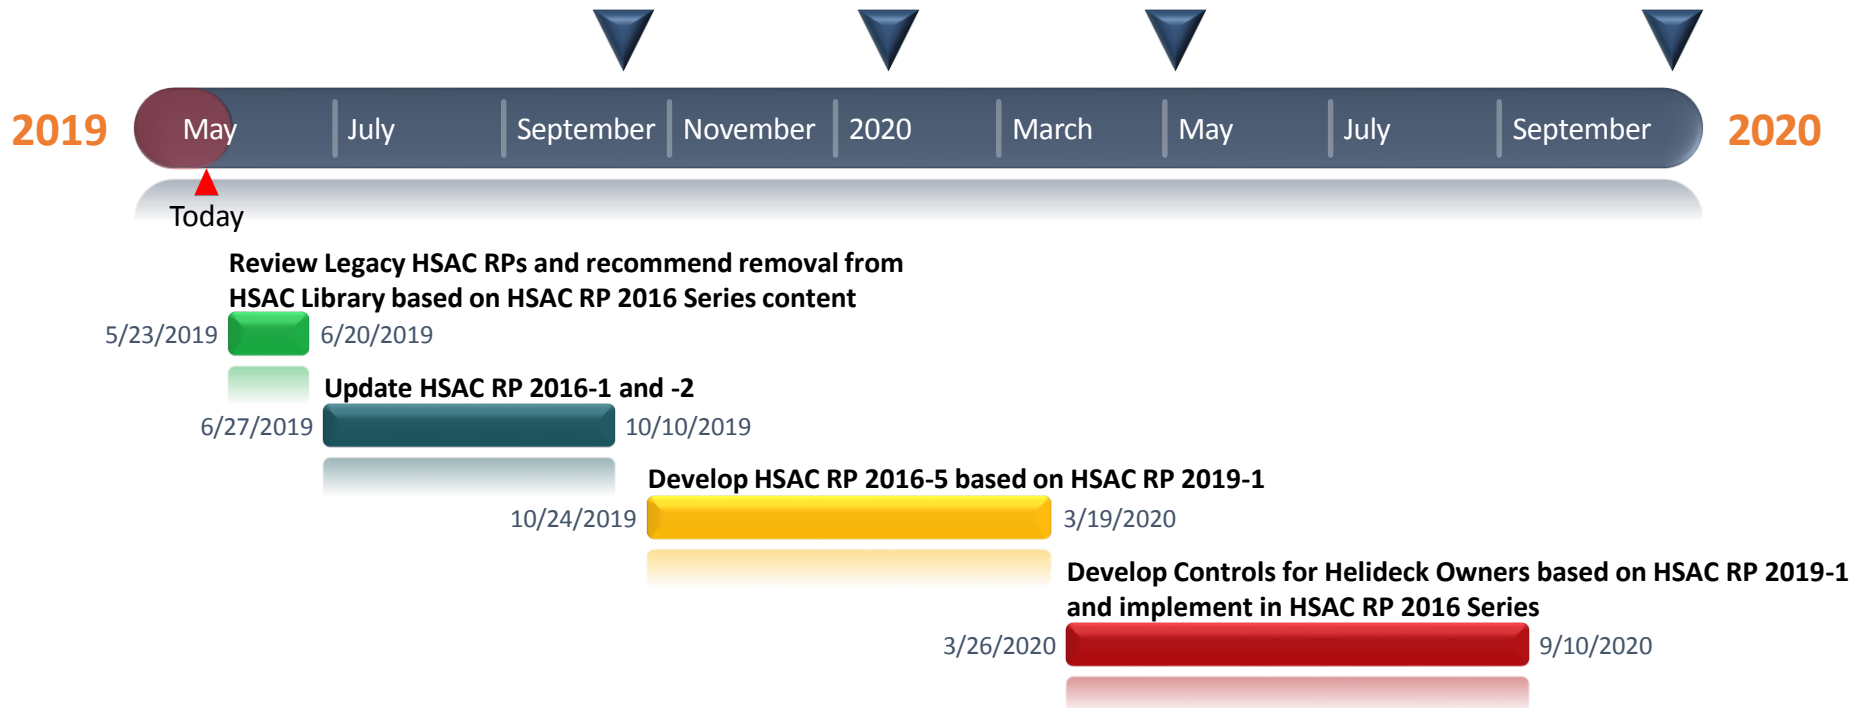 2019 May July September November 2020 March May July September 2020
Today
Review Legacy HSAC RPs and recommend removal from
HSAC Library based on HSAC RP 2016 Series content
5/23/2019 6/20/2019
Update HSAC RP 2016-1 and -2
6/27/2019 10/10/2019
Develop HSAC RP 2016-5 based on HSAC RP 2019-1
10/24/2019 3/19/2020
Develop Controls for Helideck Owners based on HSAC RP 2019-1
and implement in HSAC RP 2016 Series
3/26/2020 9/10/2020